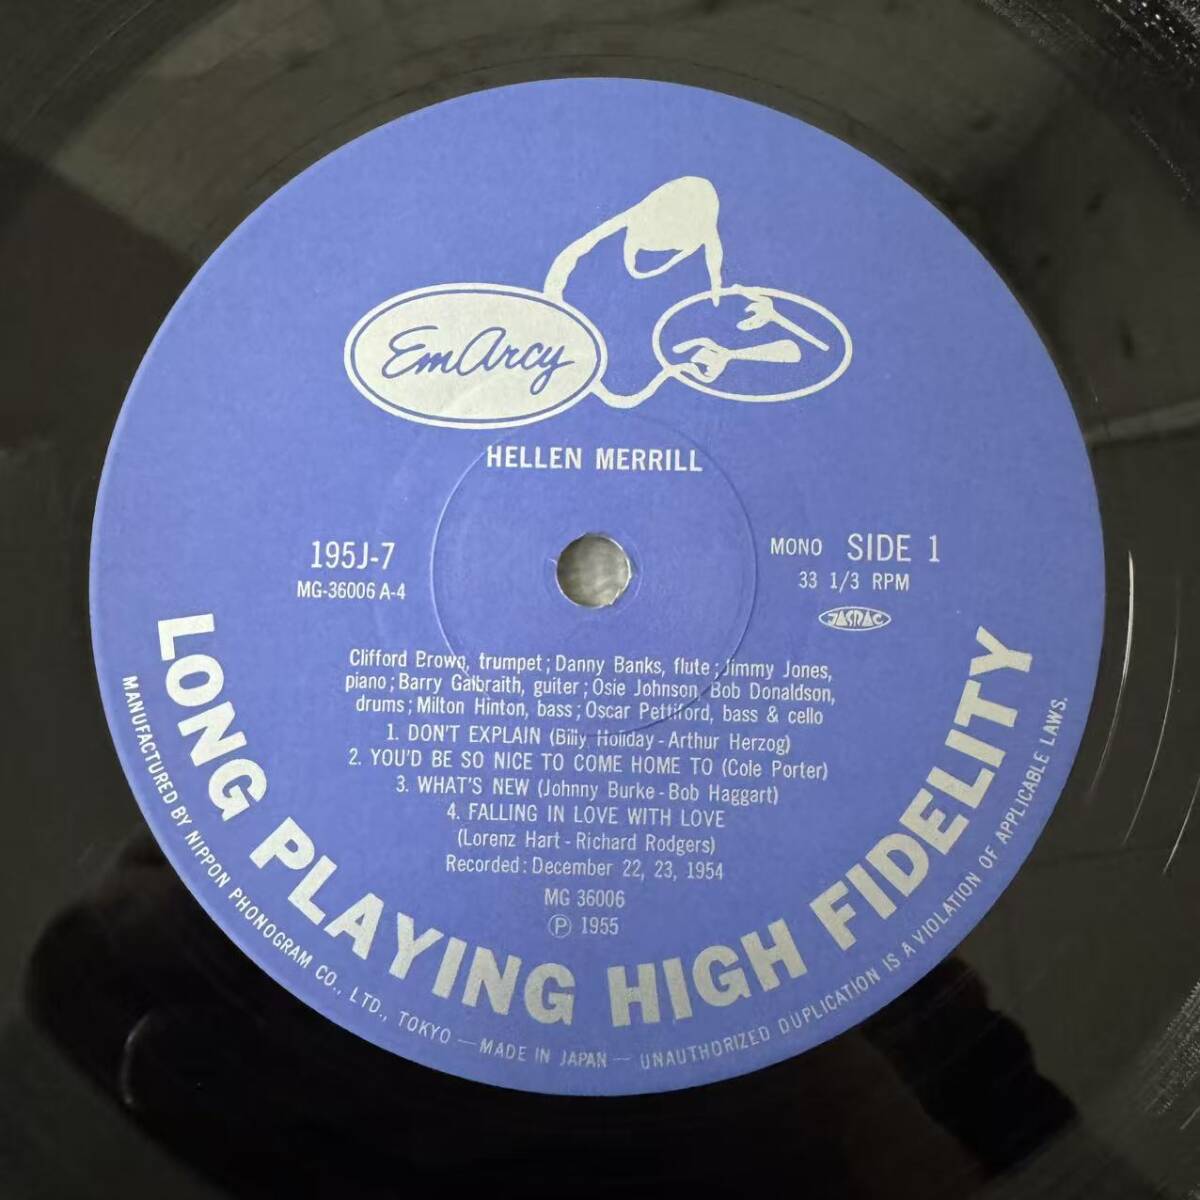 EmArcy
HELLEN MERRILL
195J-7
MG-36006 A-4
MONO SIDE 1
33 1/3 RPM
JASRAC
Clifford Brown, trumpet; Danny Banks, flute; Jimmy Jones,
piano; Barry Galbraith, guiter; Osie Johnson, Bob Donaldson,
drums; Milton Hinton, bass; Oscar Pettiford, bass & cello
1. DON'T EXPLAIN (Billy Holiday - Arthur Herzog)
2. YOU'D BE SO NICE TO COME HOME TO (Cole Porter)
3. WHAT'S NEW (Johnny Burke - Bob Haggart)
4. FALLING IN LOVE WITH LOVE
(Lorenz Hart - Richard Rodgers)
Recorded: December 22, 23, 1954
MG 36006
Ⓟ 1955
LONG PLAYING HIGH FIDELITY
MANUFACTURED BY NIPPON PHONOGRAM CO., LTD., TOKYO — MADE IN JAPAN — UNAUTHORIZED DUPLICATION IS A VIOLATION OF APPLICABLE LAWS.